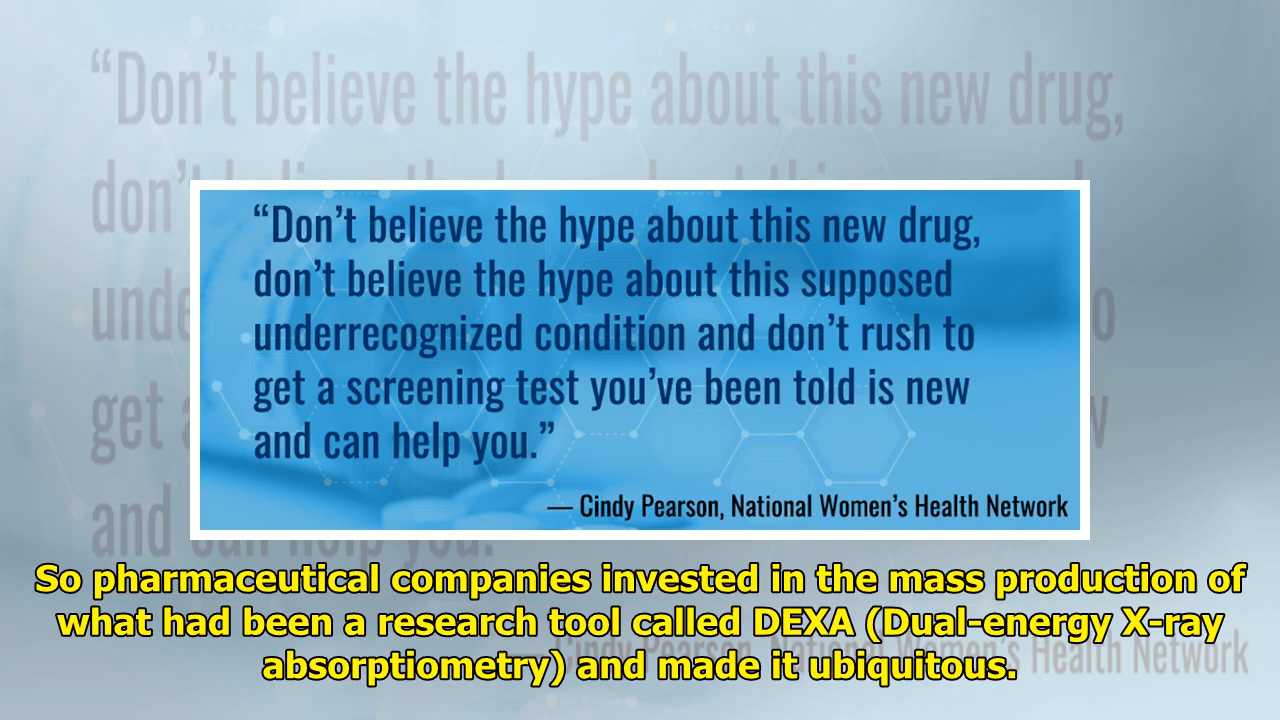 “Don’t believe the hype about this new drug,
don’t believe the hype about this supposed
underrecognized condition and don’t rush to
get a screening test you’ve been told is new
and can help you.”
— Cindy Pearson, National Women’s Health Network
So pharmaceutical companies invested in the mass production of
what had been a research tool called DEXA (Dual-energy X-ray
absorptiometry) and made it ubiquitous.